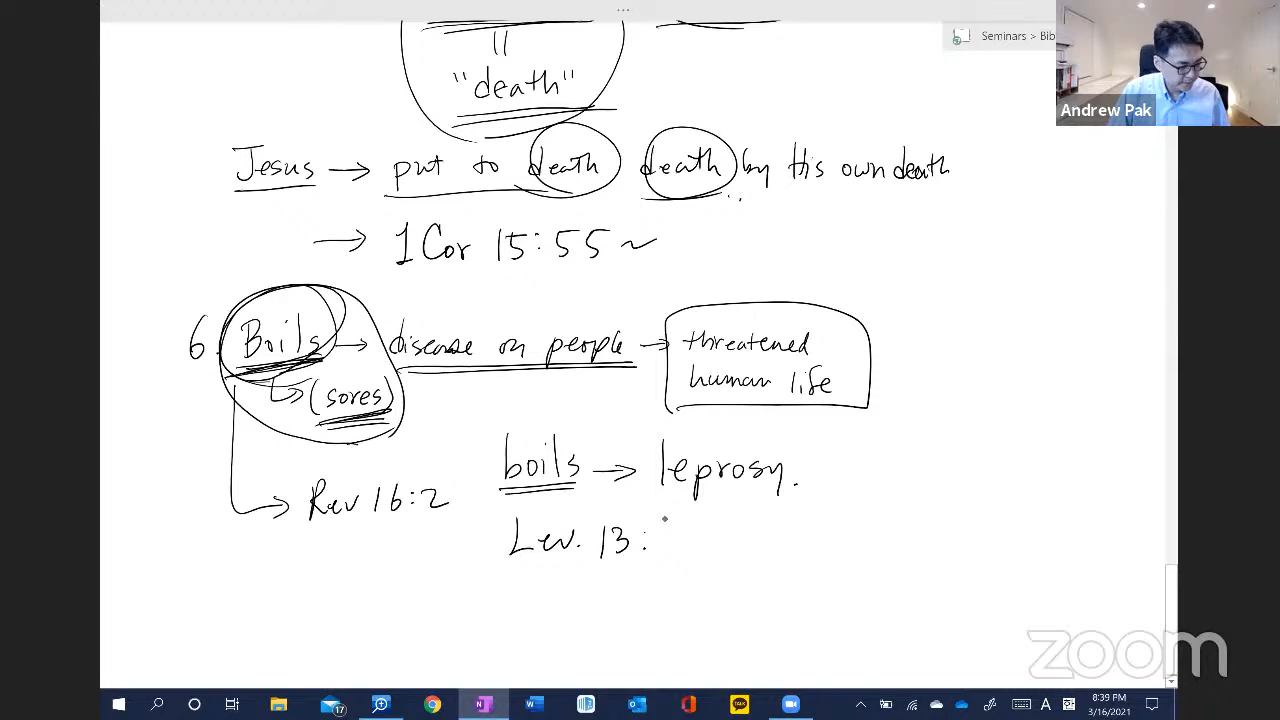 Seminars > Bib
Andrew Pak
"death"
Jesus → put to death death by His own death
→ 1 Cor 15:55 ~
6. Boils → disease on people → threatened human life
(sores)
boils → leprosy.
Rev 16:2
Lev. 13:
zoom
17
TALK
A
8:39 PM
3/16/2021